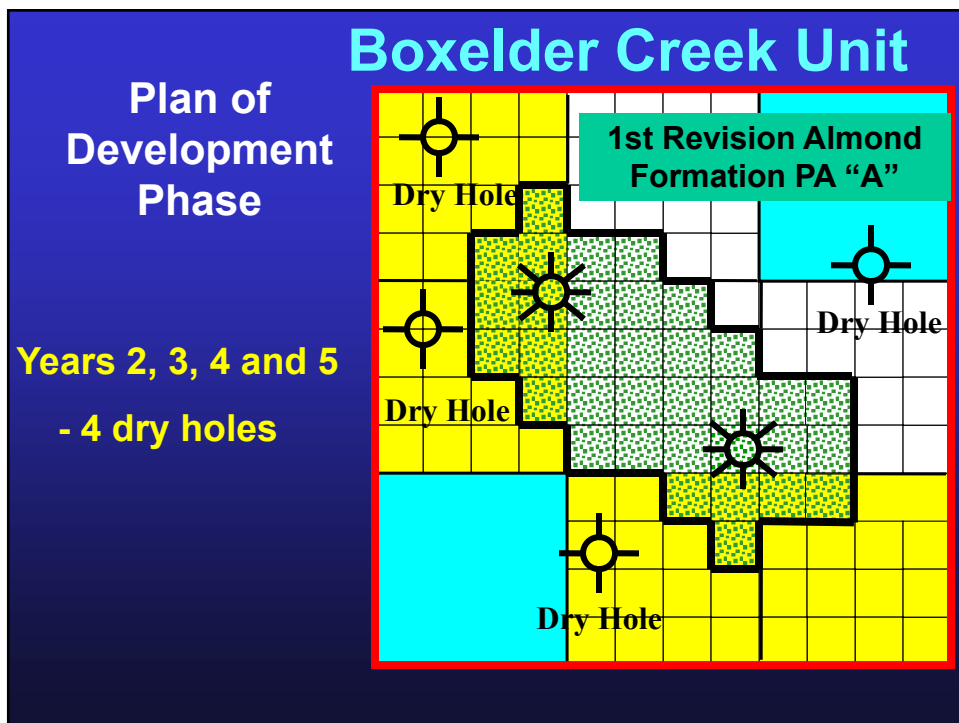 Boxelder Creek Unit
Plan of
Development
Phase
Years 2, 3, 4 and 5
- 4 dry holes
1st Revision Almond
Formation PA “A”
Dry Hole
Dry Hole
Dry Hole
Dry Hole